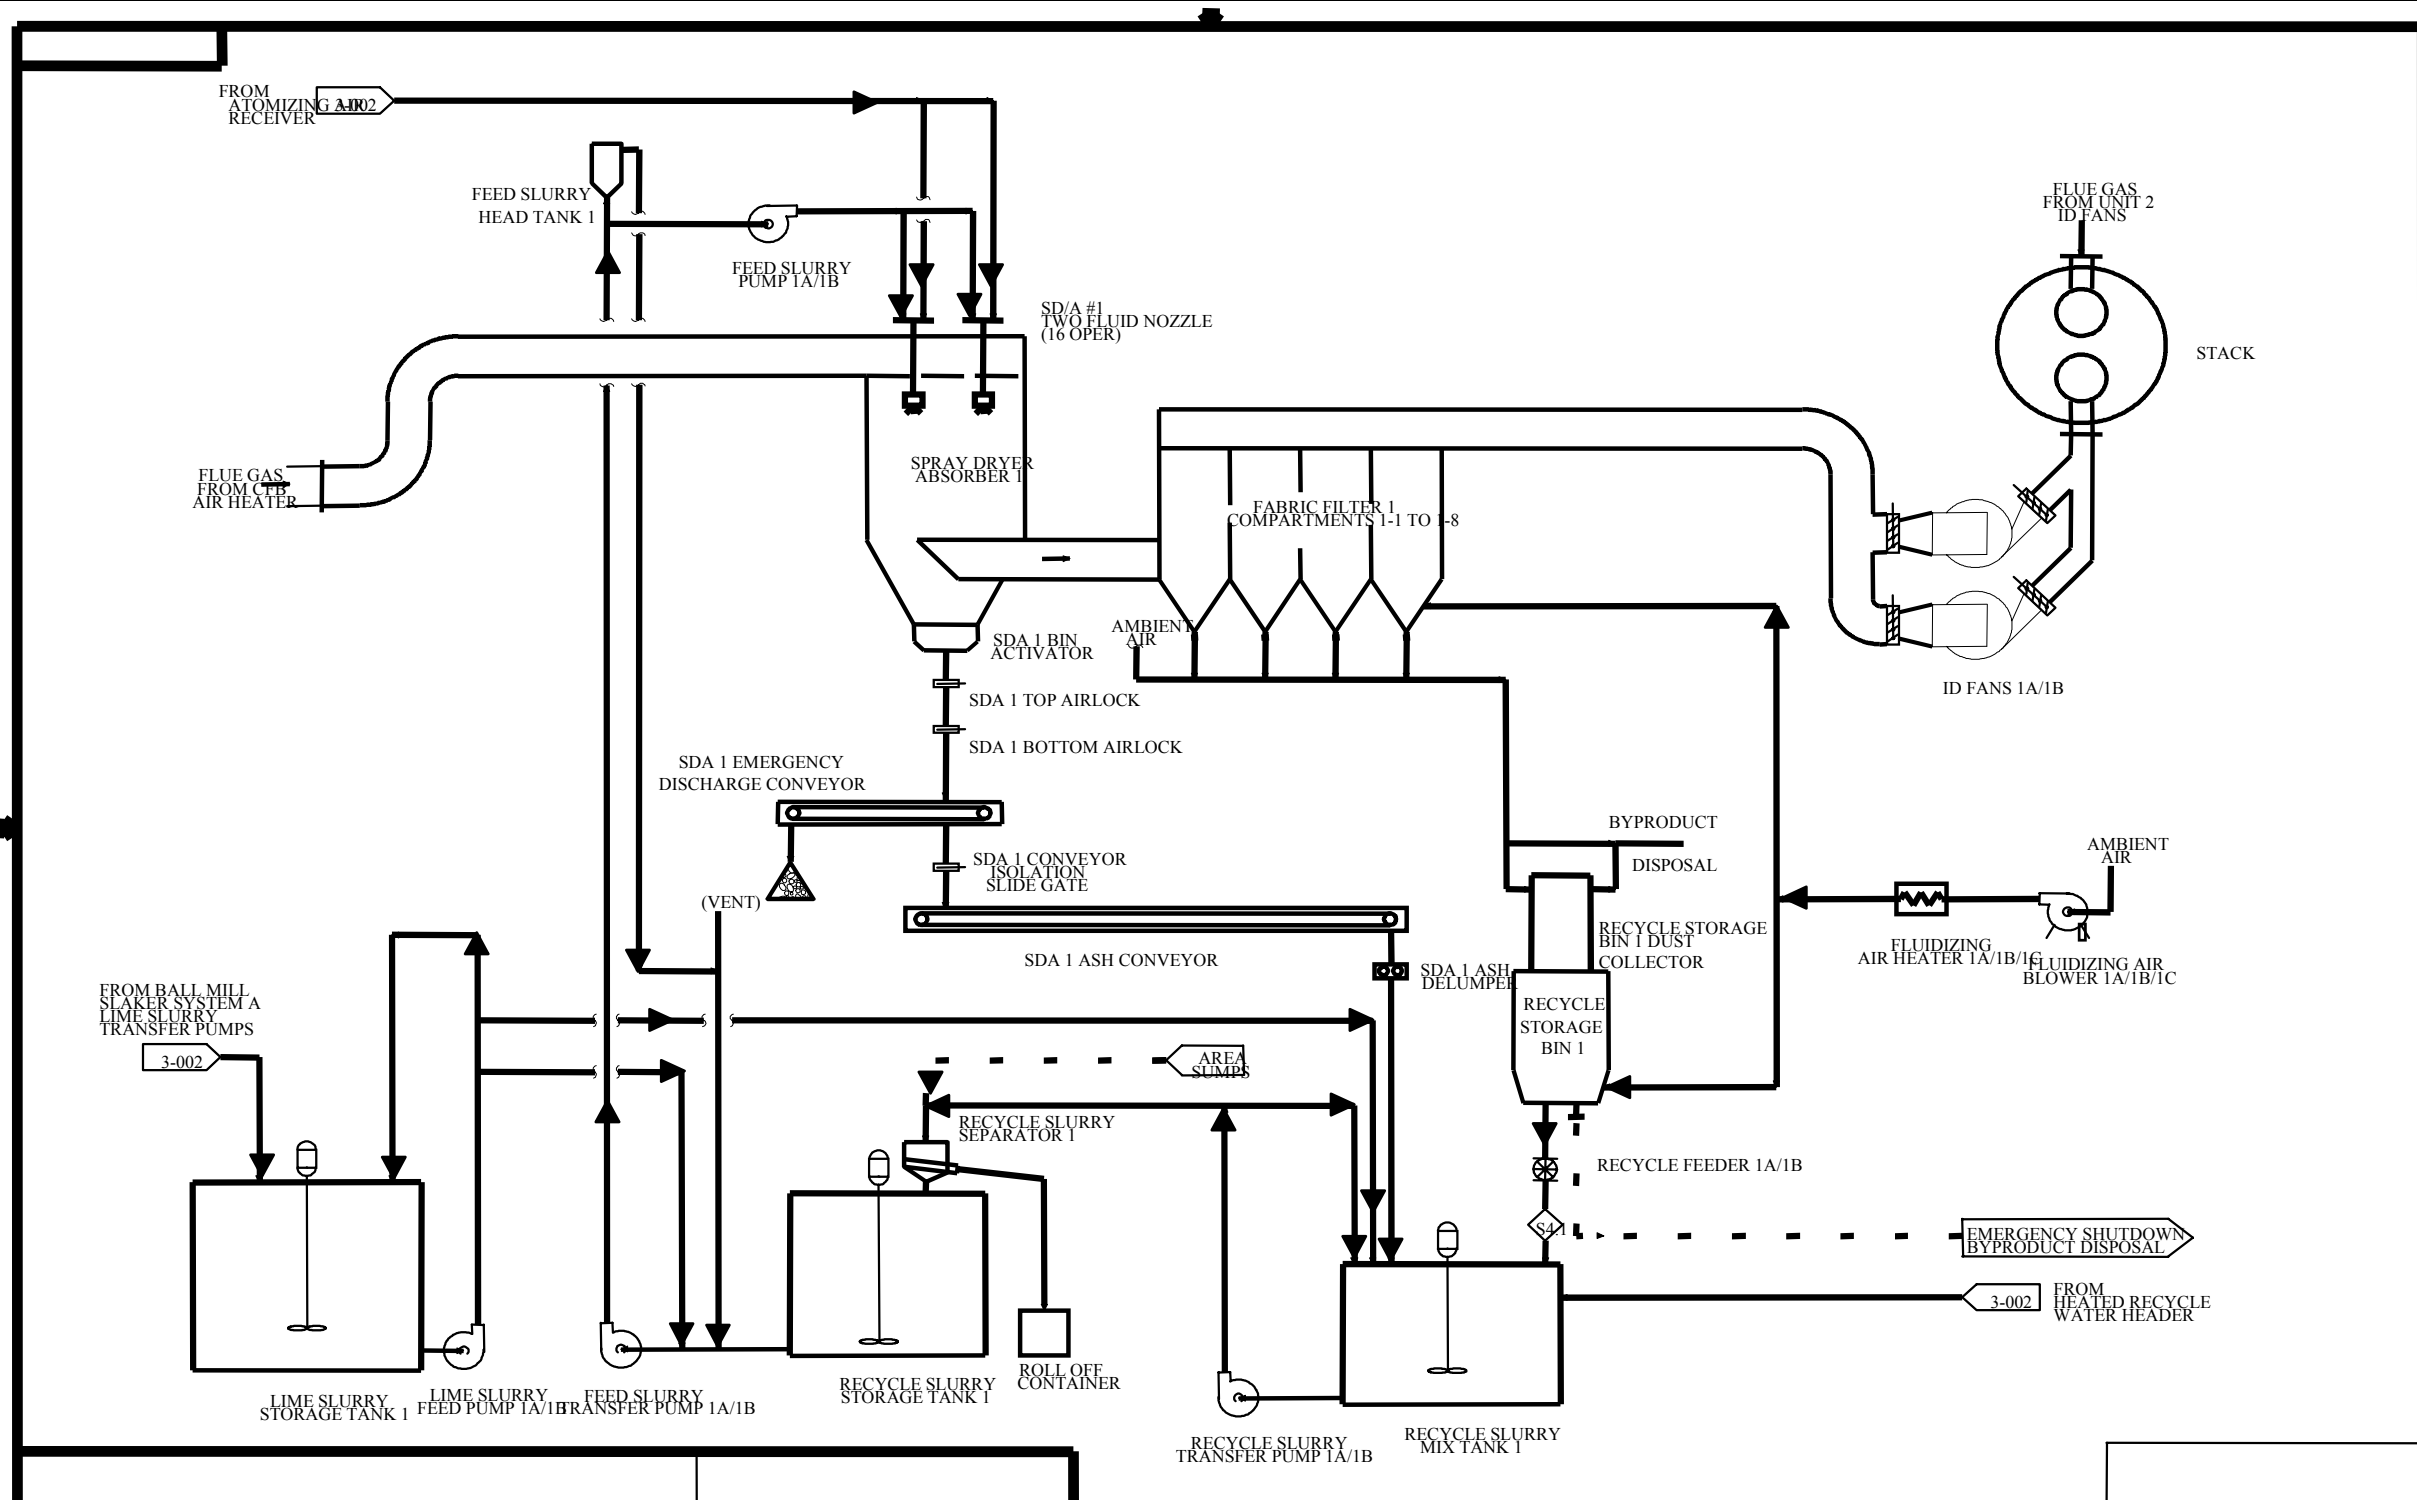 FROM
ATOMIZING AIR
RECEIVER
3-002
FEED SLURRY
HEAD TANK 1
FEED SLURRY
PUMP 1A/1B
SD/A #1
TWO FLUID NOZZLE
(16 OPER)
FLUE GAS
FROM UNIT 2
ID FANS
STACK
FLUE GAS
FROM CFB
AIR HEATER
SPRAY DRYER
ABSORBER 1
FABRIC FILTER 1
COMPARTMENTS 1-1 TO 1-8
AMBIENT
AIR
SDA 1 BIN
ACTIVATOR
SDA 1 TOP AIRLOCK
SDA 1 BOTTOM AIRLOCK
ID FANS 1A/1B
SDA 1 EMERGENCY
DISCHARGE CONVEYOR
BYPRODUCT
DISPOSAL
AMBIENT
AIR
SDA 1 CONVEYOR
ISOLATION
SLIDE GATE
(VENT)
RECYCLE STORAGE
BIN 1 DUST
COLLECTOR
FLUIDIZING
AIR HEATER 1A/1B/1C
FLUIDIZING AIR
BLOWER 1A/1B/1C
SDA 1 ASH CONVEYOR
SDA 1 ASH
DELUMPER
FROM BALL MILL
SLAKER SYSTEM A
LIME SLURRY
TRANSFER PUMPS
3-002
RECYCLE
STORAGE
BIN 1
AREA
SUMPS
RECYCLE SLURRY
SEPARATOR 1
RECYCLE FEEDER 1A/1B
S4.1
EMERGENCY SHUTDOWN
BYPRODUCT DISPOSAL
3-002
FROM
HEATED RECYCLE
WATER HEADER
LIME SLURRY
STORAGE TANK 1
LIME SLURRY
FEED PUMP 1A/1B
FEED SLURRY
TRANSFER PUMP 1A/1B
RECYCLE SLURRY
STORAGE TANK 1
ROLL OFF
CONTAINER
RECYCLE SLURRY
TRANSFER PUMP 1A/1B
RECYCLE SLURRY
MIX TANK 1